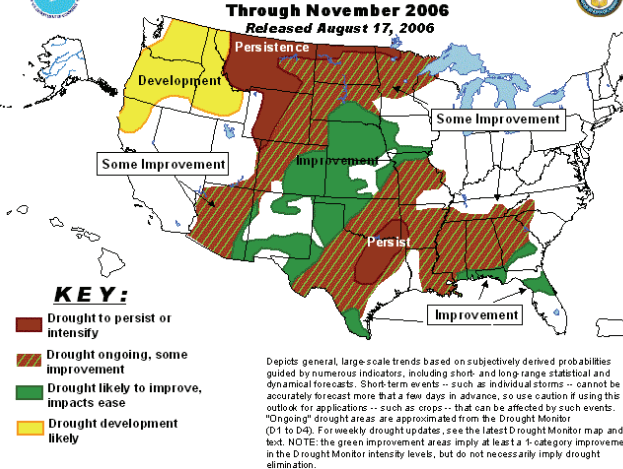 Through November 2006
Released August 17, 2006
Persistence
Development
Some Improvement
Some Improvement
Improvement
Persist
Improvement
KEY:
Drought to persist or
intensify
Drought ongoing, some
improvement
Drought likely to improve,
impacts ease
Drought development
likely
Depicts general, large-scale trends based on subjectively derived probabilities
guided by numerous indicators, including short- and long-range statistical and
dynamical forecasts. Short-term events -- such as individual storms -- cannot be
accurately forecast more that a few days in advance, so use caution if using this
outlook for applications -- such as crops -- that can be affected by such events.
"Ongoing" drought areas are approximated from the Drought Monitor
(D1 to D4). For weekly drought updates, see the latest Drought Monitor map and
text. NOTE: the green improvement areas imply at least a 1-category improveme
in the Drought Monitor intensity levels, but do not necessarily imply drought
elimination.